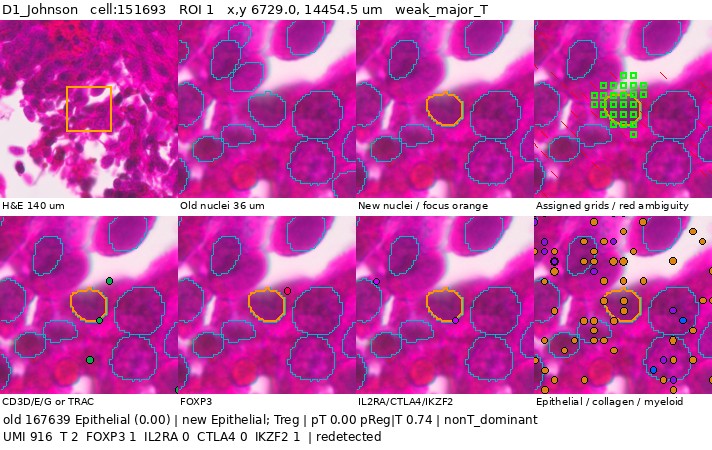 D1_Johnson cell:151693 ROI 1 x,y 6729.0, 14454.5 um weak_major_T
H&E 140 um
Old nuclei 36 um
New nuclei / focus orange
Assigned grids / red ambiguity
CD3D/E/G or TRAC
FOXP3
IL2RA/CTLA4/IKZF2
Epithelial / collagen / myeloid
old 167639 Epithelial (0.00) | new Epithelial; Treg | pT 0.00 pReg|T 0.74 | nonT_dominant
UMI 916 T 2 FOXP3 1 IL2RA 0 CTLA4 0 IKZF2 1 | redetected